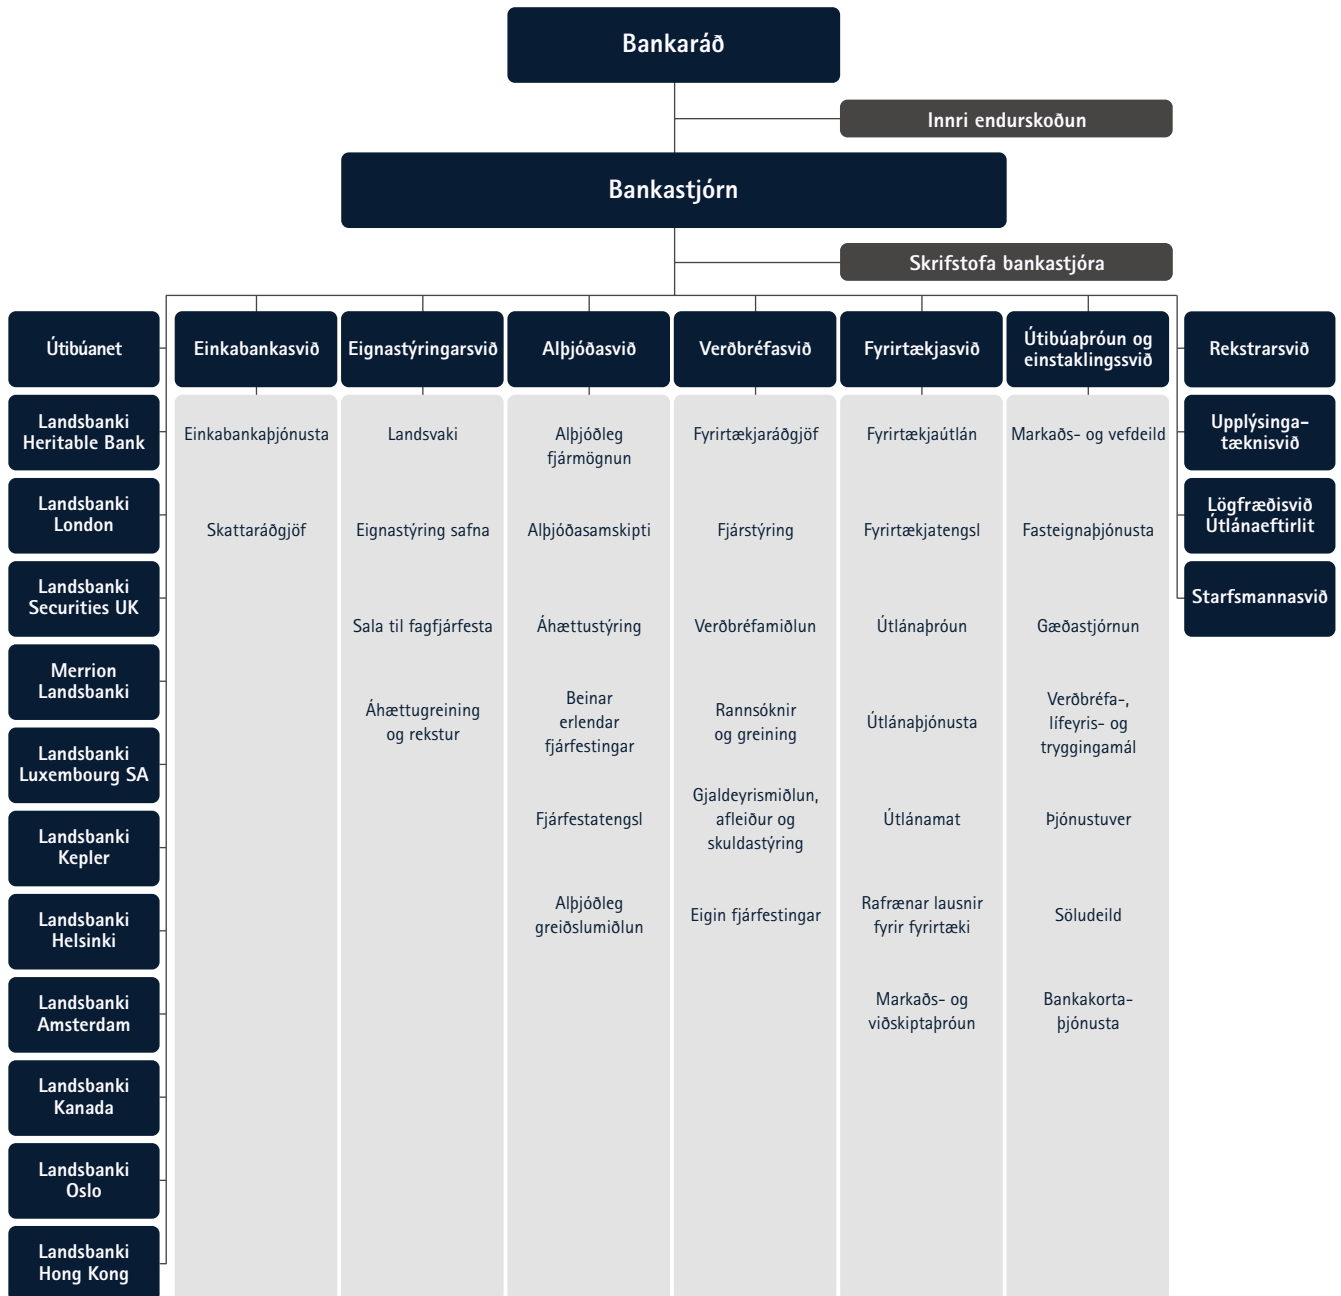 Bankaráð
Innri endurskoðun
Bankastjórn
Skrifstofa bankastjóra
Útibúanet
Landsbanki
Heritable Bank
Landsbanki
London
Landsbanki
Securities UK
Merrion
Landsbanki
Landsbanki
Luxembourg SA
Landsbanki
Kepler
Landsbanki
Helsinki
Landsbanki
Amsterdam
Landsbanki
Kanada
Landsbanki
Oslo
Landsbanki
Hong Kong
Einkabankasvið
Einkabankaþjónusta
Skattaráðgjöf
Eignastýringarsvið
Landsvaki
Eignastýring safna
Sala til fagfjárfesta
Áhættugreining
og rekstur
Alþjóðasvið
Alþjóðleg
fjármögnun
Alþjóðasamskipti
Áhættustýring
Beinar
erlendar
fjárfestingar
Fjárfestatengsl
Alþjóðleg
greiðslumiðlun
Verðbréfasvið
Fyrirtækjaráðgjöf
Fjárstýring
Verðbréfamiðlun
Rannsóknir
og greining
Gjaldeyrismiðlun,
afleiður og
skuldastýring
Eigin fjárfestingar
Fyrirtækjasvið
Fyrirtækjaútlán
Fyrirtækjatengsl
Útlánaþróun
Útlánaþjónusta
Útlánamat
Rafrænar lausnir
fyrir fyrirtæki
Markaðs- og
viðskiptaþróun
Útibúaþróun og
einstaklingssvið
Markaðs- og vefdeild
Fasteignaþjónusta
Gæðastjórnun
Verðbréfa-,
lífeyris- og
tryggingamál
Þjónustuver
Söludeild
Bankakorta-
þjónusta
Rekstrarsvið
Upplýsinga-
tæknisvið
Lögfræðisvið
Útlánaeftirlit
Starfsmannasvið